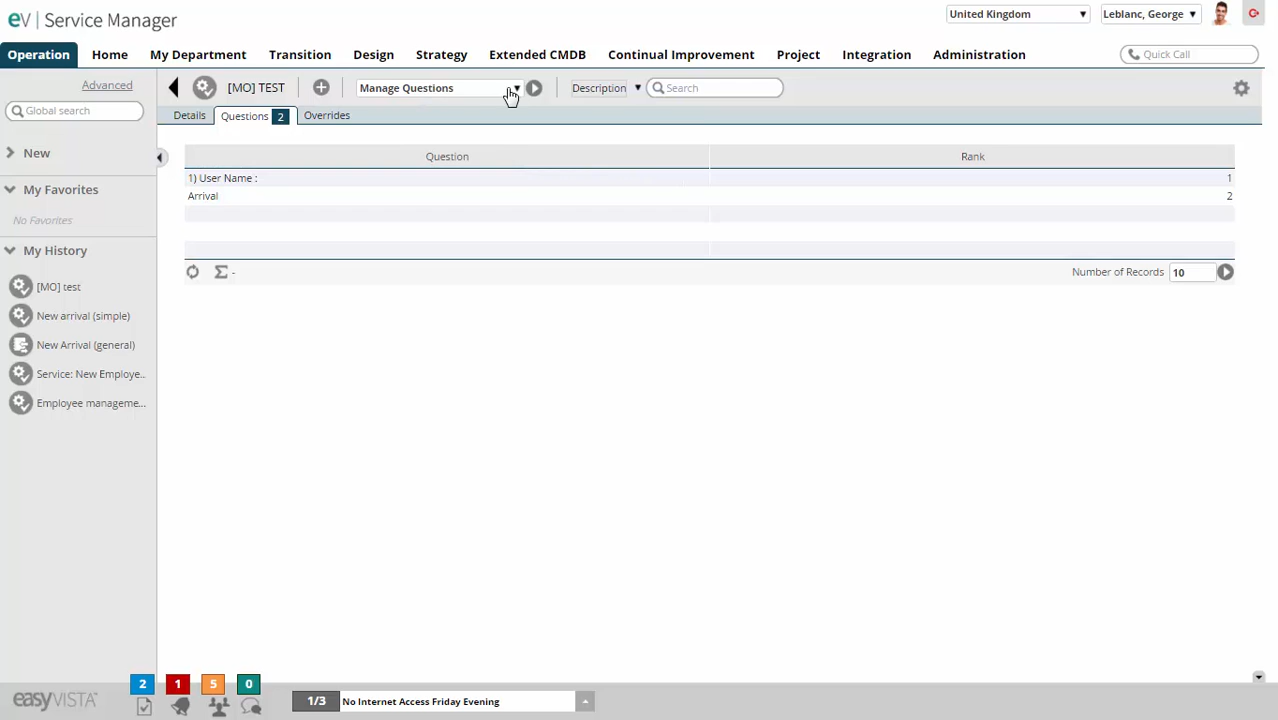 ev | Service Manager
United Kingdom
Leblanc, George
Operation
Home
My Department
Transition
Design
Strategy
Extended CMDB
Continual Improvement
Project
Integration
Administration
Quick Call
Advanced
Global search
New
My Favorites
No Favorites
My History
[MO] test
New arrival (simple)
New Arrival (general)
Service: New Employe..
Employee manageme...
[MO] TEST
Manage Questions
Description
Search
Details
Questions 2
Overrides
Question Rank
1) User Name : 1
Arrival 2
Σ -
Number of Records 10
easyVISTA
2 1 5 0
1/3 No Internet Access Friday Evening